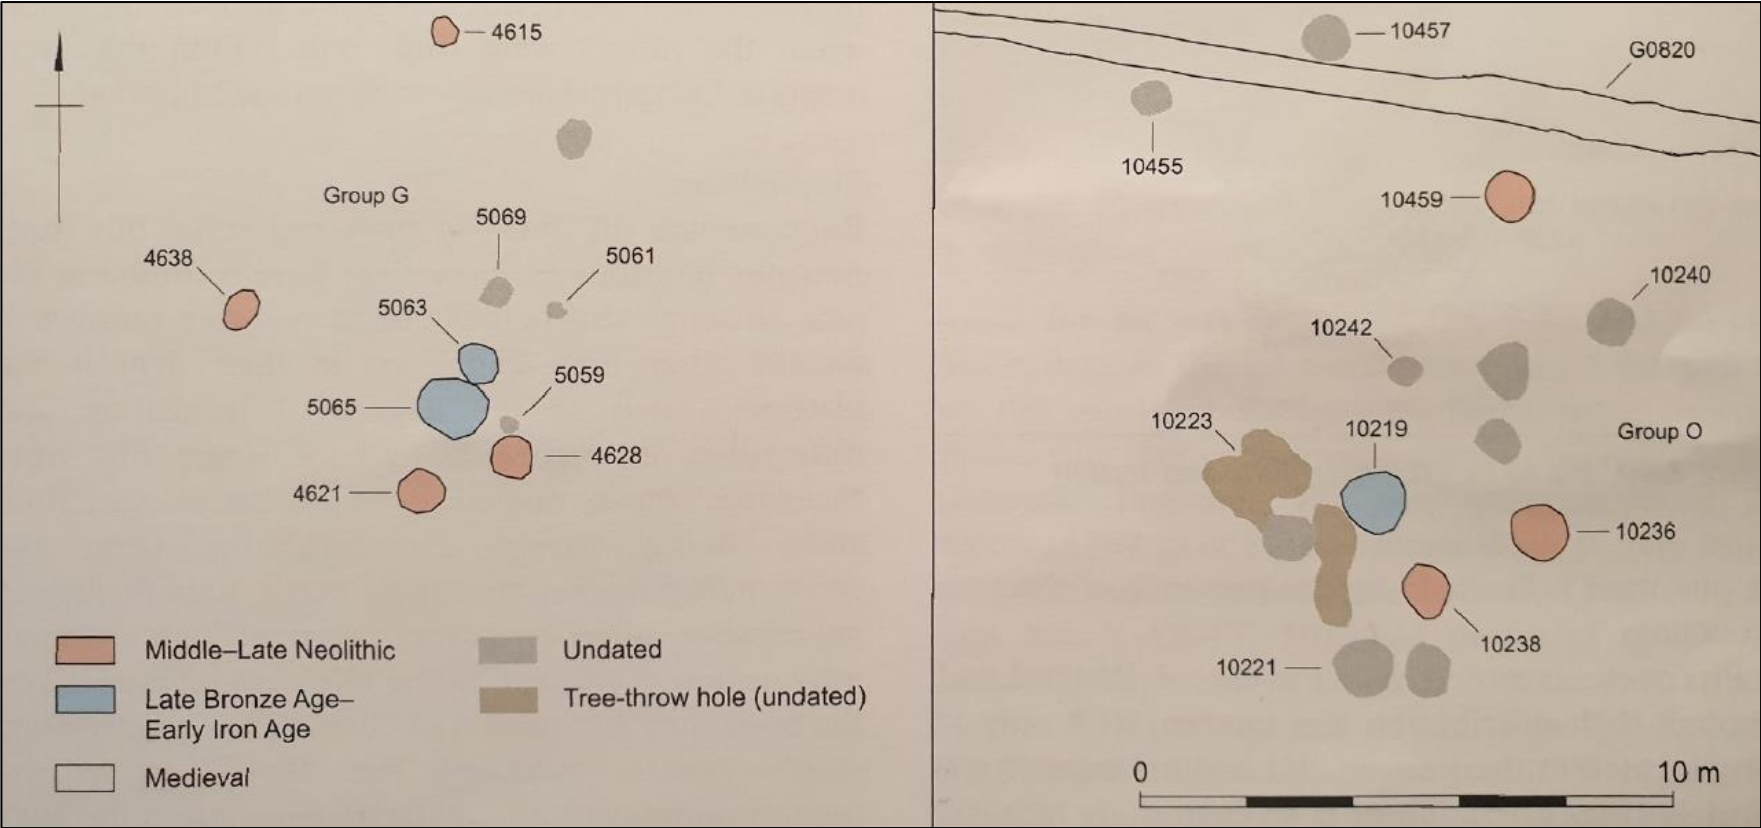 4615
Group G
5069
4638
5061
5063
5059
5065
4628
4621
Middle–Late Neolithic
Late Bronze Age–
Early Iron Age
Medieval
Undated
Tree-throw hole (undated)
10457
G0820
10455
10459
10240
10242
10223
10219
Group O
10236
10238
10221
0
10 m